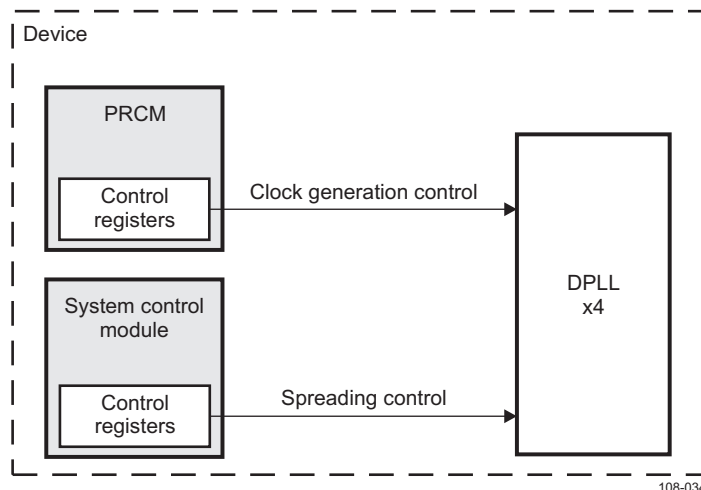 Device
PRCM
Control
registers
Clock generation control
System control
module
Control
registers
Spreading control
DPLL
x4